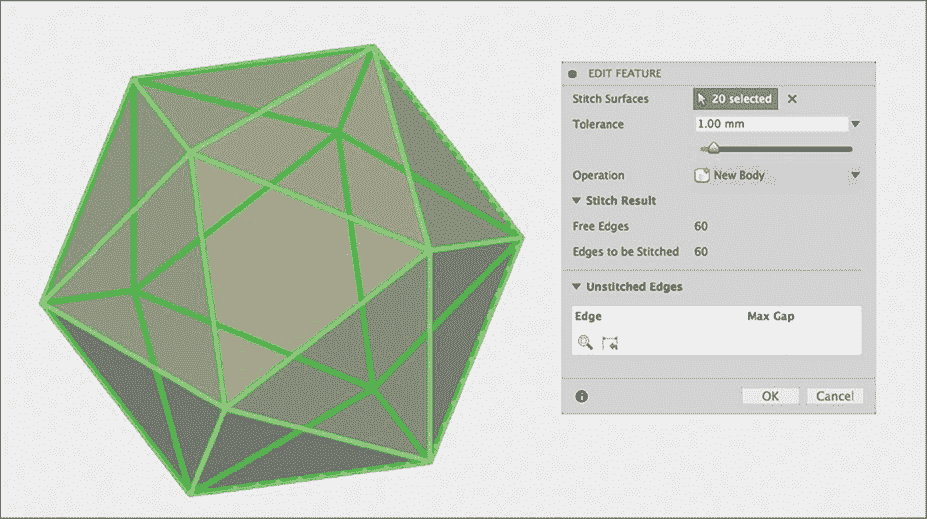 EDIT FEATURE
Stitch Surfaces 20 selected
Tolerance 1.00 mm
Operation New Body
Stitch Result
Free Edges 60
Edges to be Stitched 60
Unstitched Edges
Edge Max Gap
OK Cancel